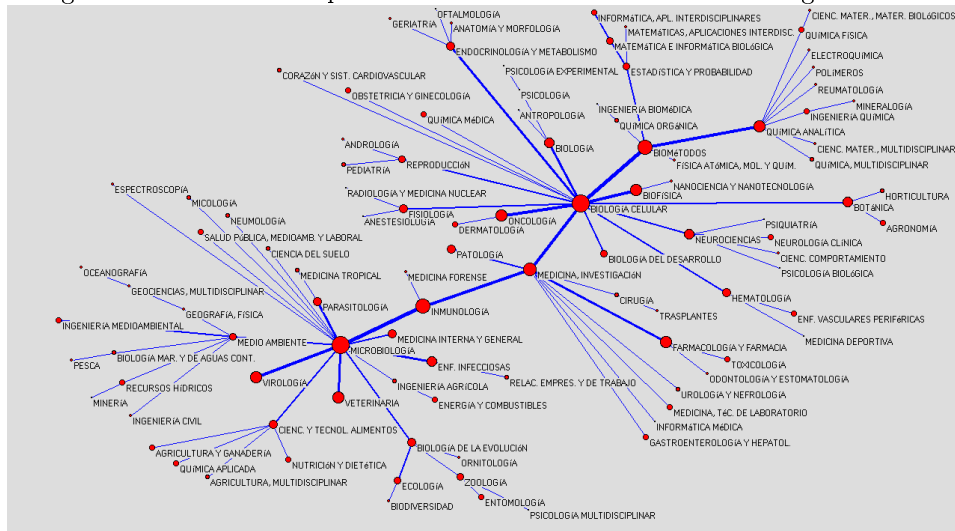 OFTALMOLOGíA
GERIATRíA
ANATOMíA Y MORFOLOGíA
ENDOCRINOLOGíA Y METABOLISMO
INFORMáTICA, APL. INTERDISCIPLINARES
MATEMáTICAS, APLICACIONES INTERDISC.
MATEMáTICA E INFORMáTICA BIOLóGICA
ESTADíSTICA Y PROBABILIDAD
CIENC. MATER., MATER. BIOLóGICOS
QUíMICA FíSICA
ELECTROQUíMICA
POLíMEROS
REUMATOLOGíA
MINERALOGíA
INGENIERíA QUíMICA
QUíMICA ANALíTICA
CIENC. MATER., MULTIDISCIPLINAR
QUíMICA, MULTIDISCIPLINAR
CORAZóN Y SIST. CARDIOVASCULAR
OBSTETRICIA Y GINECOLOGíA
QUíMICA MéDICA
PSICOLOGíA EXPERIMENTAL
PSICOLOGíA
ANTROPOLOGíA
BIOLOGíA
INGENIERíA BIOMéDICA
QUíMICA ORGáNICA
BIOMéTODOS
FíSICA ATóMICA, MOL. Y QUíM.
ANDROLOGíA
PEDIATRíA
REPRODUCCIóN
RADIOLOGíA Y MEDICINA NUCLEAR
FISIOLOGíA
ANESTESIOLOGíA
ONCOLOGíA
DERMATOLOGíA
BIOLOGíA CELULAR
NANOCIENCIA Y NANOTECNOLOGíA
BIOFíSICA
HORTICULTURA
BOTáNICA
AGRONOMíA
PSIQUIATRíA
NEUROCIENCIAS
NEUROLOGíA CLíNICA
CIENC. COMPORTAMIENTO
PSICOLOGíA BIOLóGICA
BIOLOGíA DEL DESARROLLO
PATOLOGíA
MEDICINA, INVESTIGACIóN
HEMATOLOGíA
ENF. VASCULARES PERIFéRICAS
MEDICINA DEPORTIVA
CIRUGíA
TRASPLANTES
FARMACOLOGíA Y FARMACIA
TOXICOLOGíA
ODONTOLOGíA Y ESTOMATOLOGíA
UROLOGíA Y NEFROLOGíA
MEDICINA, TéC. DE LABORATORIO
INFORMáTICA MéDICA
GASTROENTEROLOGíA Y HEPATOL.
ESPECTROSCOPIA
MICOLOGíA
NEUMOLOGíA
SALUD PúBLICA, MEDIOAMB. Y LABORAL
CIENCIA DEL SUELO
MEDICINA TROPICAL
PARASITOLOGíA
MEDICINA FORENSE
INMUNOLOGíA
OCEANOGRAFíA
GEOCIENCIAS, MULTIDISCIPLINAR
GEOGRAFíA, FíSICA
INGENIERíA MEDIOAMBIENTAL
MEDIO AMBIENTE
PESCA
BIOLOGíA MAR. Y DE AGUAS CONT.
RECURSOS HíDRICOS
MINERíA
INGENIERíA CIVIL
MICROBIOLOGíA
MEDICINA INTERNA Y GENERAL
ENF. INFECCIOSAS
RELAC. EMPRES. Y DE TRABAJO
VIROLOGíA
VETERINARIA
INGENIERíA AGRíCOLA
ENERGíA Y COMBUSTIBLES
CIENC. Y TECNOL. ALIMENTOS
AGRICULTURA Y GANADERíA
QUíMICA APLICADA
AGRICULTURA, MULTIDISCIPLINAR
NUTRICIóN Y DIETéTICA
BIOLOGíA DE LA EVOLUCIóN
ORNITOLOGíA
ECOLOGíA
ZOOLOGíA
BIODIVERSIDAD
ENTOMOLOGíA
PSICOLOGíA MULTIDISCIPLINAR